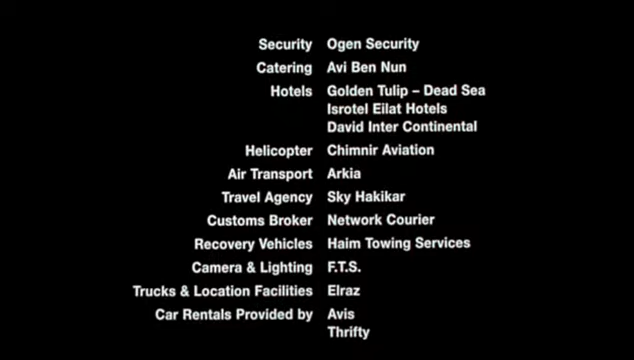 Security Ogen Security
Catering Avi Ben Nun
Hotels Golden Tulip – Dead Sea
Isrotel Eilat Hotels
David Inter Continental
Helicopter Chimnir Aviation
Air Transport Arkia
Travel Agency Sky Hakikar
Customs Broker Network Courier
Recovery Vehicles Haim Towing Services
Camera & Lighting F.T.S.
Trucks & Location Facilities Elraz
Car Rentals Provided by Avis
Thrifty